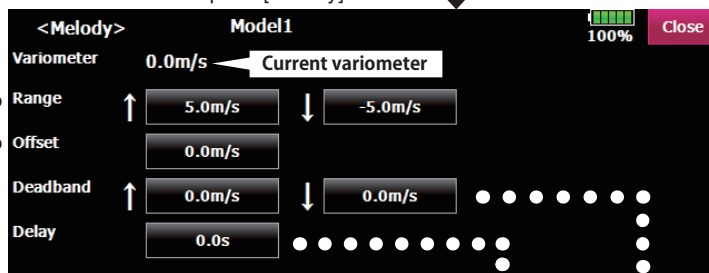 <Melody> Model1 100% Close
Variometer 0.0m/s Current variometer
Range ↑ 5.0m/s ↓ -5.0m/s
Offset 0.0m/s
Deadband ↑ 0.0m/s ↓ 0.0m/s
Delay 0.0s